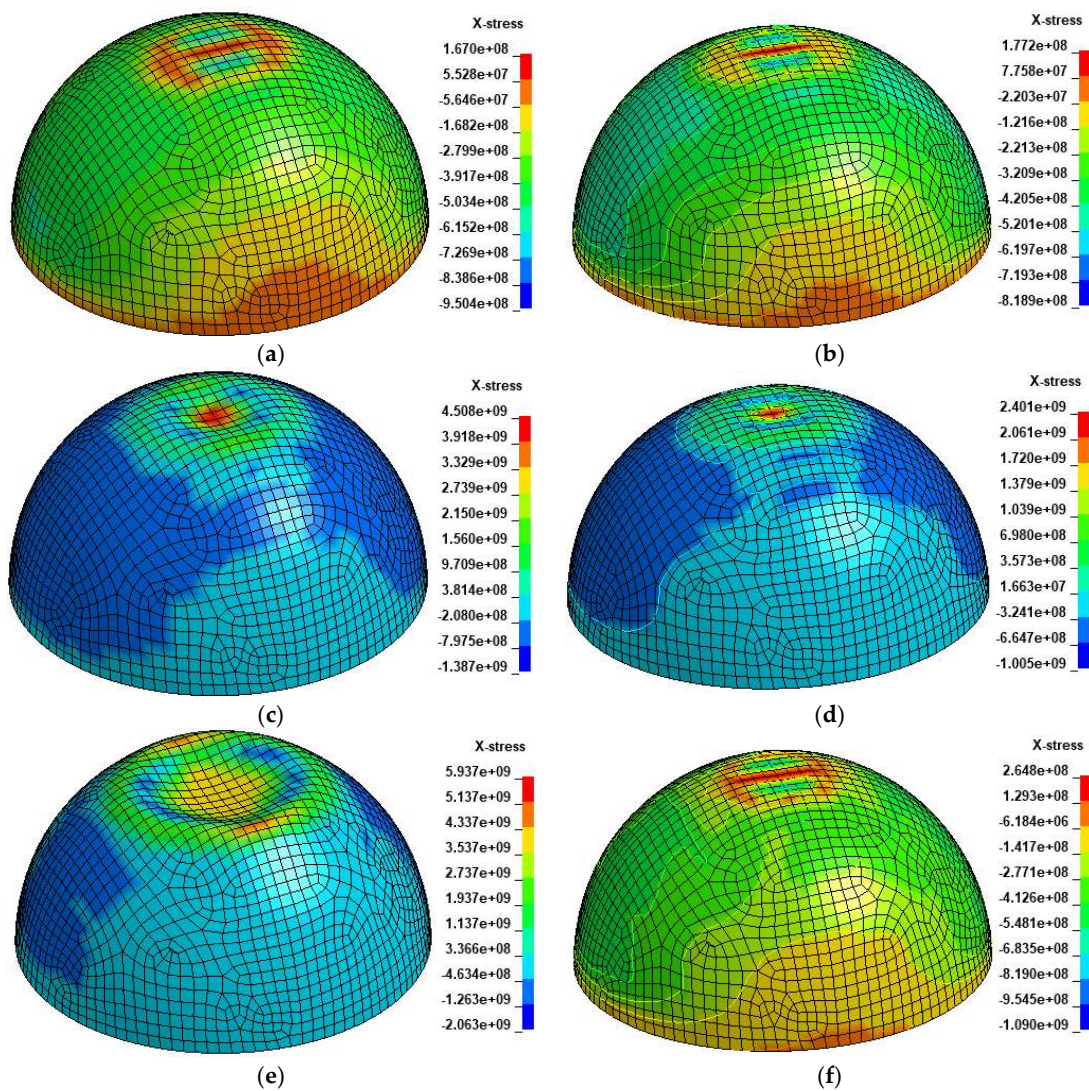 X-stress
1.670e+08
5.528e+07
-5.646e+07
-1.682e+08
-2.799e+08
-3.917e+08
-5.034e+08
-6.152e+08
-7.269e+08
-8.386e+08
-9.504e+08
(a)
X-stress
1.772e+08
7.758e+07
-2.203e+07
-1.216e+08
-2.213e+08
-3.209e+08
-4.205e+08
-5.201e+08
-6.197e+08
-7.193e+08
-8.189e+08
(b)
X-stress
4.508e+09
3.918e+09
3.329e+09
2.739e+09
2.150e+09
1.560e+09
9.709e+08
3.814e+08
-2.080e+08
-7.975e+08
-1.387e+09
(c)
X-stress
2.401e+09
2.061e+09
1.720e+09
1.379e+09
1.039e+09
6.980e+08
3.573e+08
1.663e+07
-3.241e+08
-6.647e+08
-1.005e+09
(d)
X-stress
5.937e+09
5.137e+09
4.337e+09
3.537e+09
2.737e+09
1.937e+09
1.137e+09
3.366e+08
-4.634e+08
-1.263e+09
-2.063e+09
(e)
X-stress
2.648e+08
1.293e+08
-6.184e+06
-1.417e+08
-2.771e+08
-4.126e+08
-5.481e+08
-6.835e+08
-8.190e+08
-9.545e+08
-1.090e+09
(f)